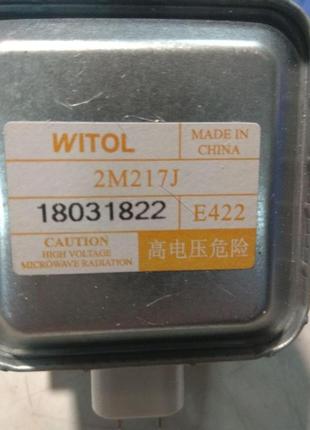 WITOL
MADE IN
CHINA
2M217J
18031822
E422
CAUTION
HIGH VOLTAGE
MICROWAVE RADIATION
高电压危险